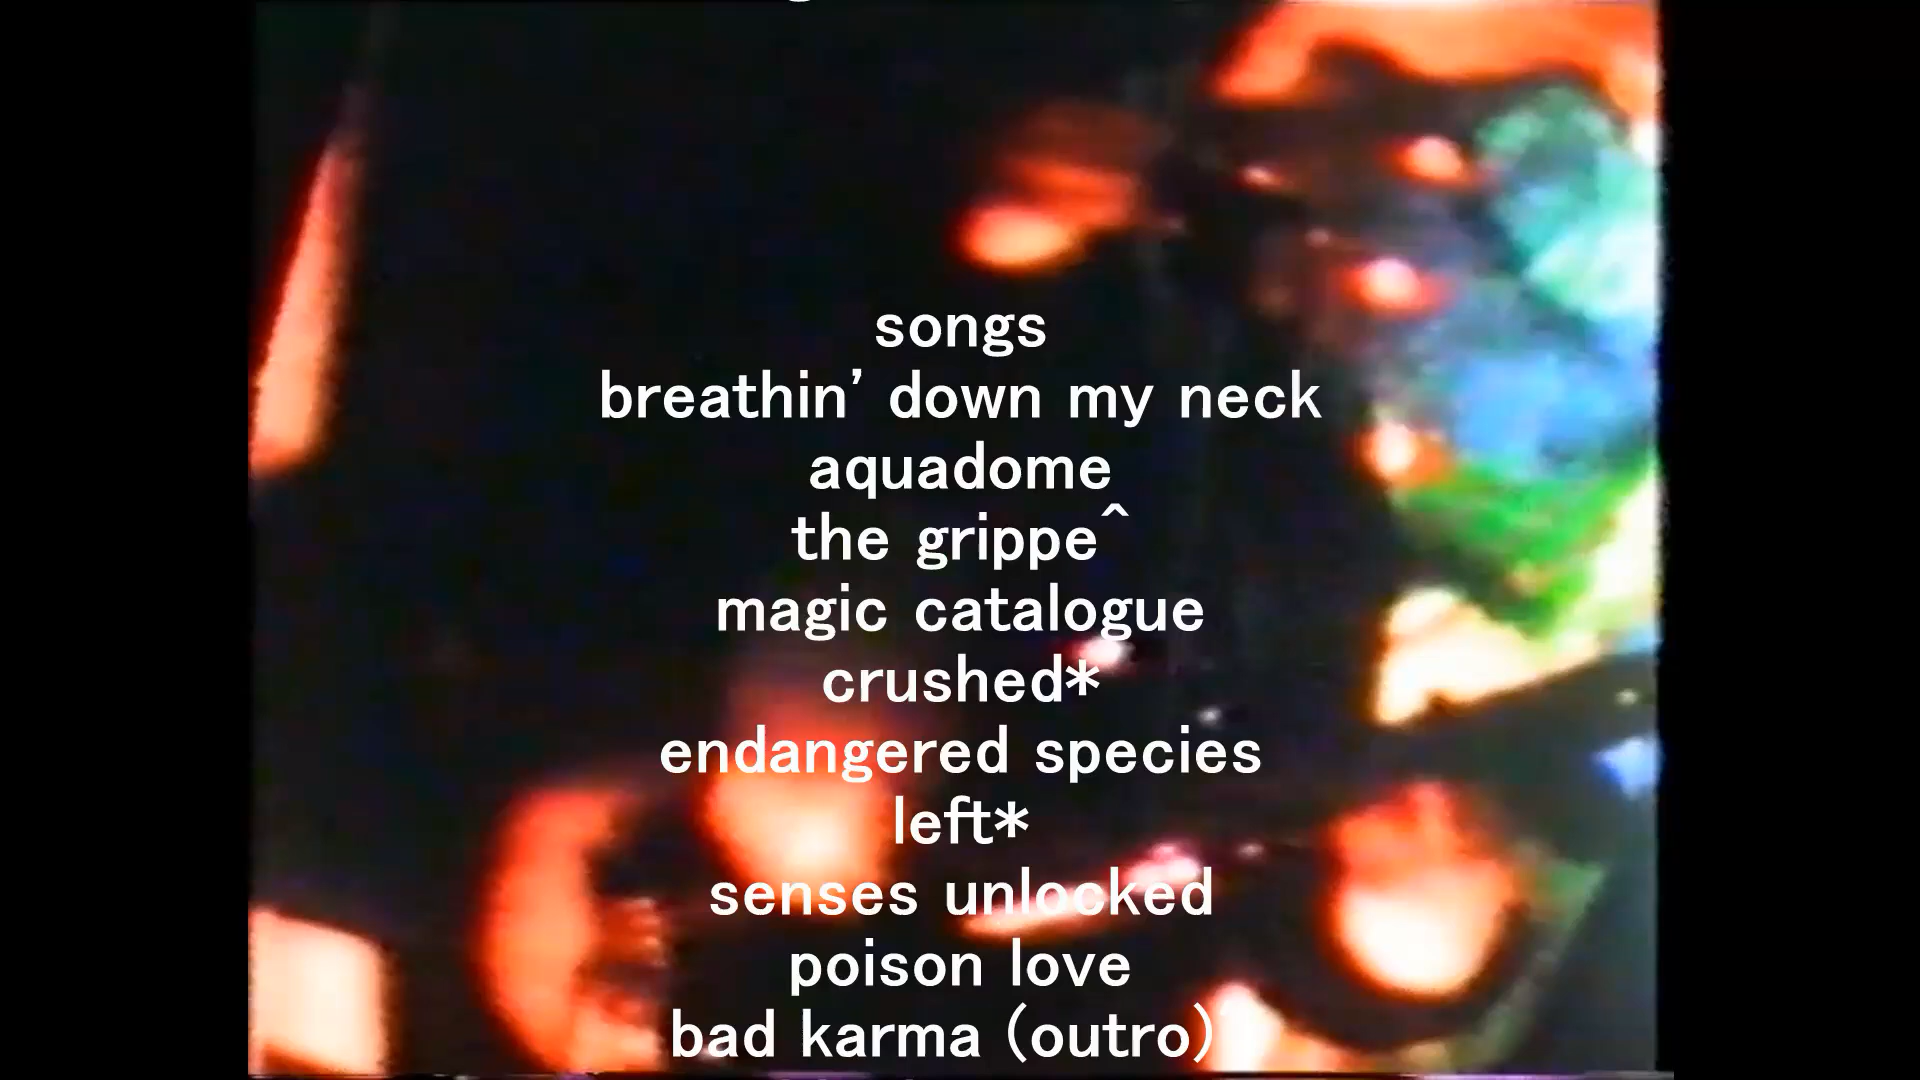 songs
breathin' down my neck
aquadome
the grippe^
magic catalogue
crushed*
endangered species
left*
senses unlocked
poison love
bad karma (outro)